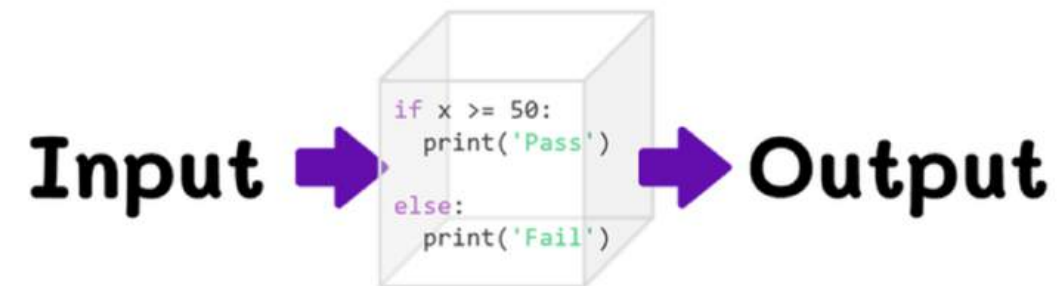 Input
if x >= 50:
  print('Pass')
else:
  print('Fail')
Output